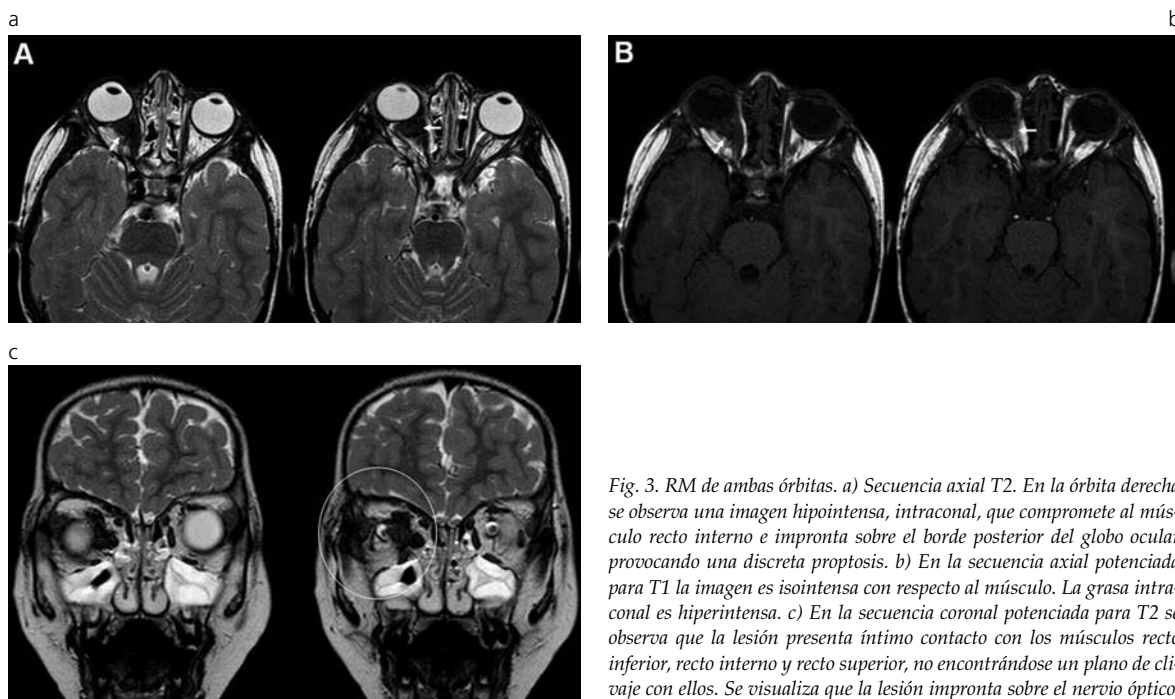 a
b
A
B
c
Fig. 3. RM de ambas órbitas. a) Secuencia axial T2. En la órbita derecha
se observa una imagen hipointensa, intraconal, que compromete al mús-
culo recto interno e impronta sobre el borde posterior del globo ocular
provocando una discreta proptosis. b) En la secuencia axial potenciada
para T1 la imagen es isointensa con respecto al músculo. La grasa intra-
conal es hiperintensa. c) En la secuencia coronal potenciada para T2 se
observa que la lesión presenta íntimo contacto con los músculos recto
inferior, recto interno y recto superior, no encontrándose un plano de cli-
vaje con ellos. Se visualiza que la lesión impronta sobre el nervio óptico